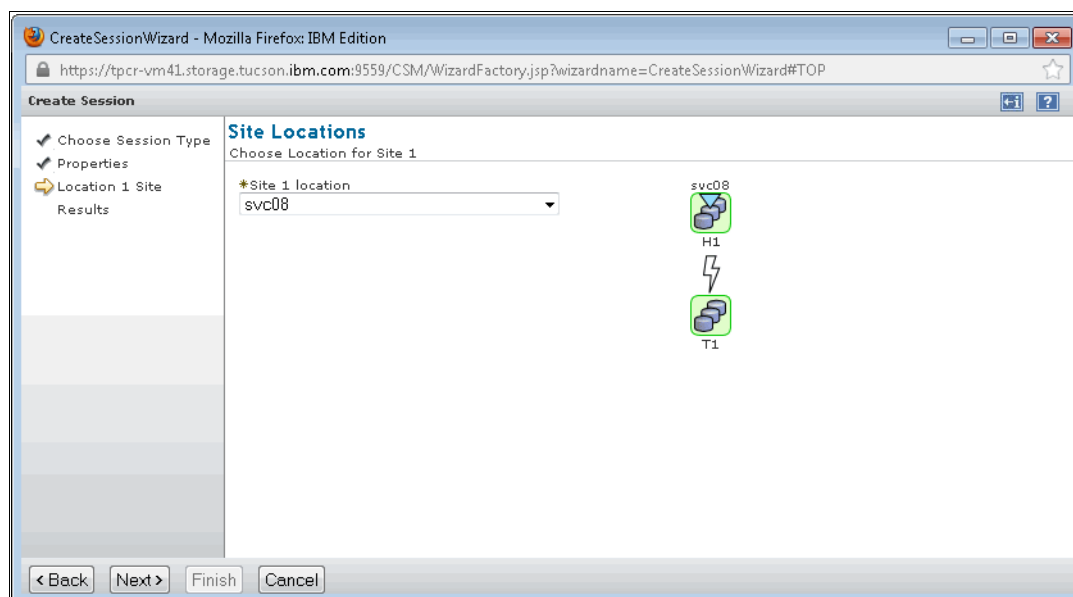 CreateSessionWizard - Mozilla Firefox: IBM Edition
https://tpcr-vm41.storage.tucson.ibm.com:9559/CSM/WizardFactory.jsp?wizardname=CreateSessionWizard#TOP
Create Session
Choose Session Type
Properties
Location 1 Site
Results
Site Locations
Choose Location for Site 1
*Site 1 location
svc08
svc08
H1
T1
< Back
Next >
Finish
Cancel